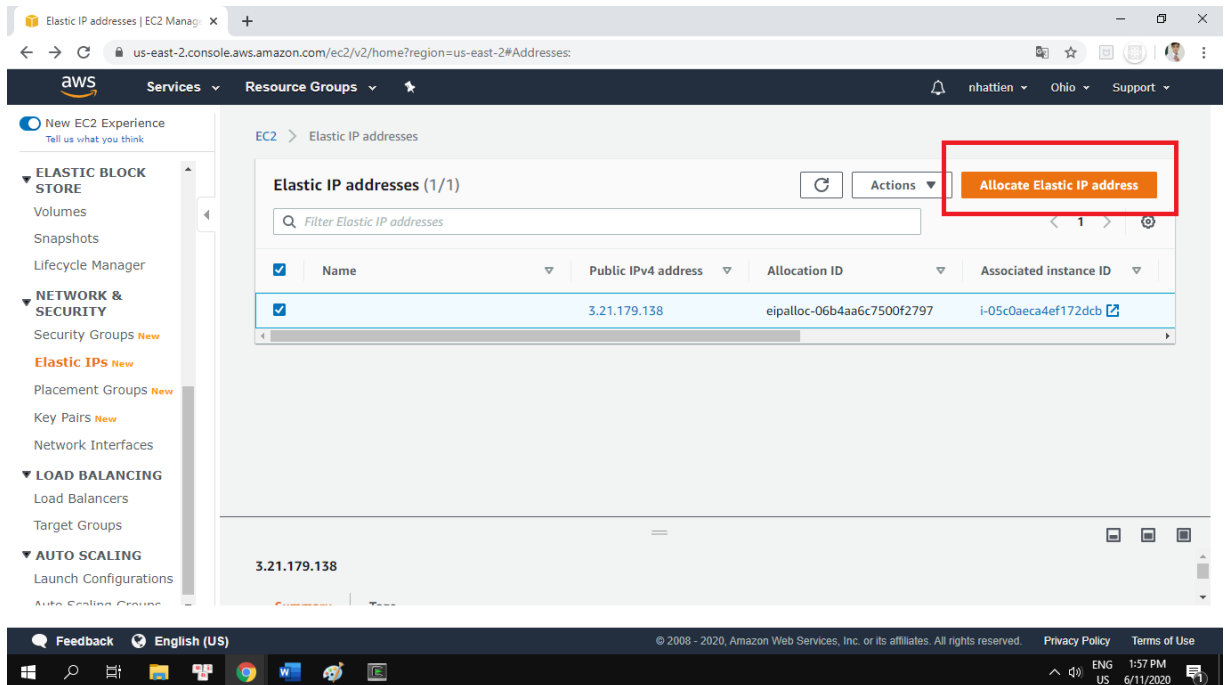 Elastic IP addresses | EC2 Manag
us-east-2.console.aws.amazon.com/ec2/v2/home?region=us-east-2#Addresses:
aws Services Resource Groups nhattien Ohio Support
New EC2 Experience
Tell us what you think
ELASTIC BLOCK
STORE
Volumes
Snapshots
Lifecycle Manager
NETWORK &
SECURITY
Security Groups New
Elastic IPs New
Placement Groups New
Key Pairs New
Network Interfaces
LOAD BALANCING
Load Balancers
Target Groups
AUTO SCALING
Launch Configurations
Auto Scaling Groups
EC2 > Elastic IP addresses
Elastic IP addresses (1/1) Actions Allocate Elastic IP address
Filter Elastic IP addresses < 1 >
Name Public IPv4 address Allocation ID Associated instance ID
3.21.179.138 eipalloc-06b4aa6c7500f2797 i-05c0aeca4ef172dcb
3.21.179.138
Summary Tags
Feedback English (US) © 2008 - 2020, Amazon Web Services, Inc. or its affiliates. All rights reserved. Privacy Policy Terms of Use
ENG 1:57 PM
US 6/11/2020